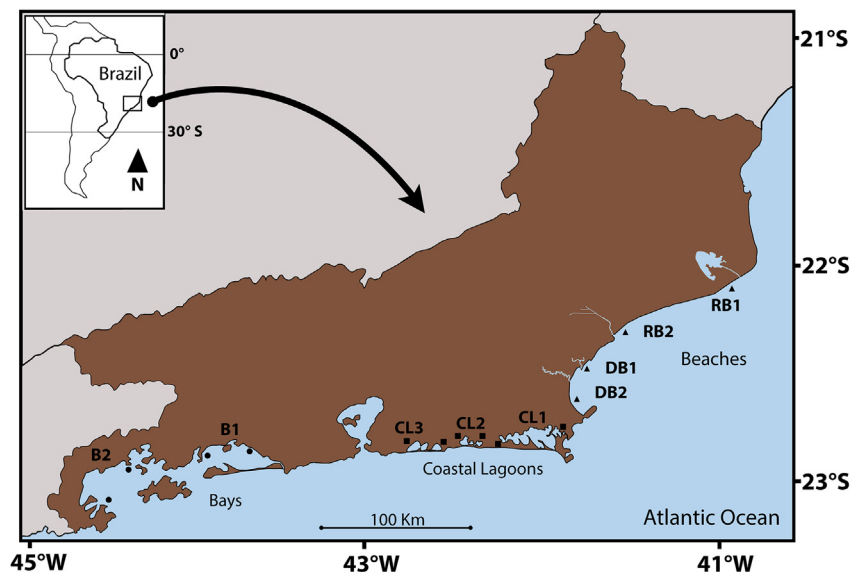 21°S
Brazil
0°
30° S
N
22°S
RB1
RB2
Beaches
DB1
DB2
CL3
CL2
CL1
B1
B2
Coastal Lagoons
Bays
100 Km
Atlantic Ocean
23°S
45°W
43°W
41°W